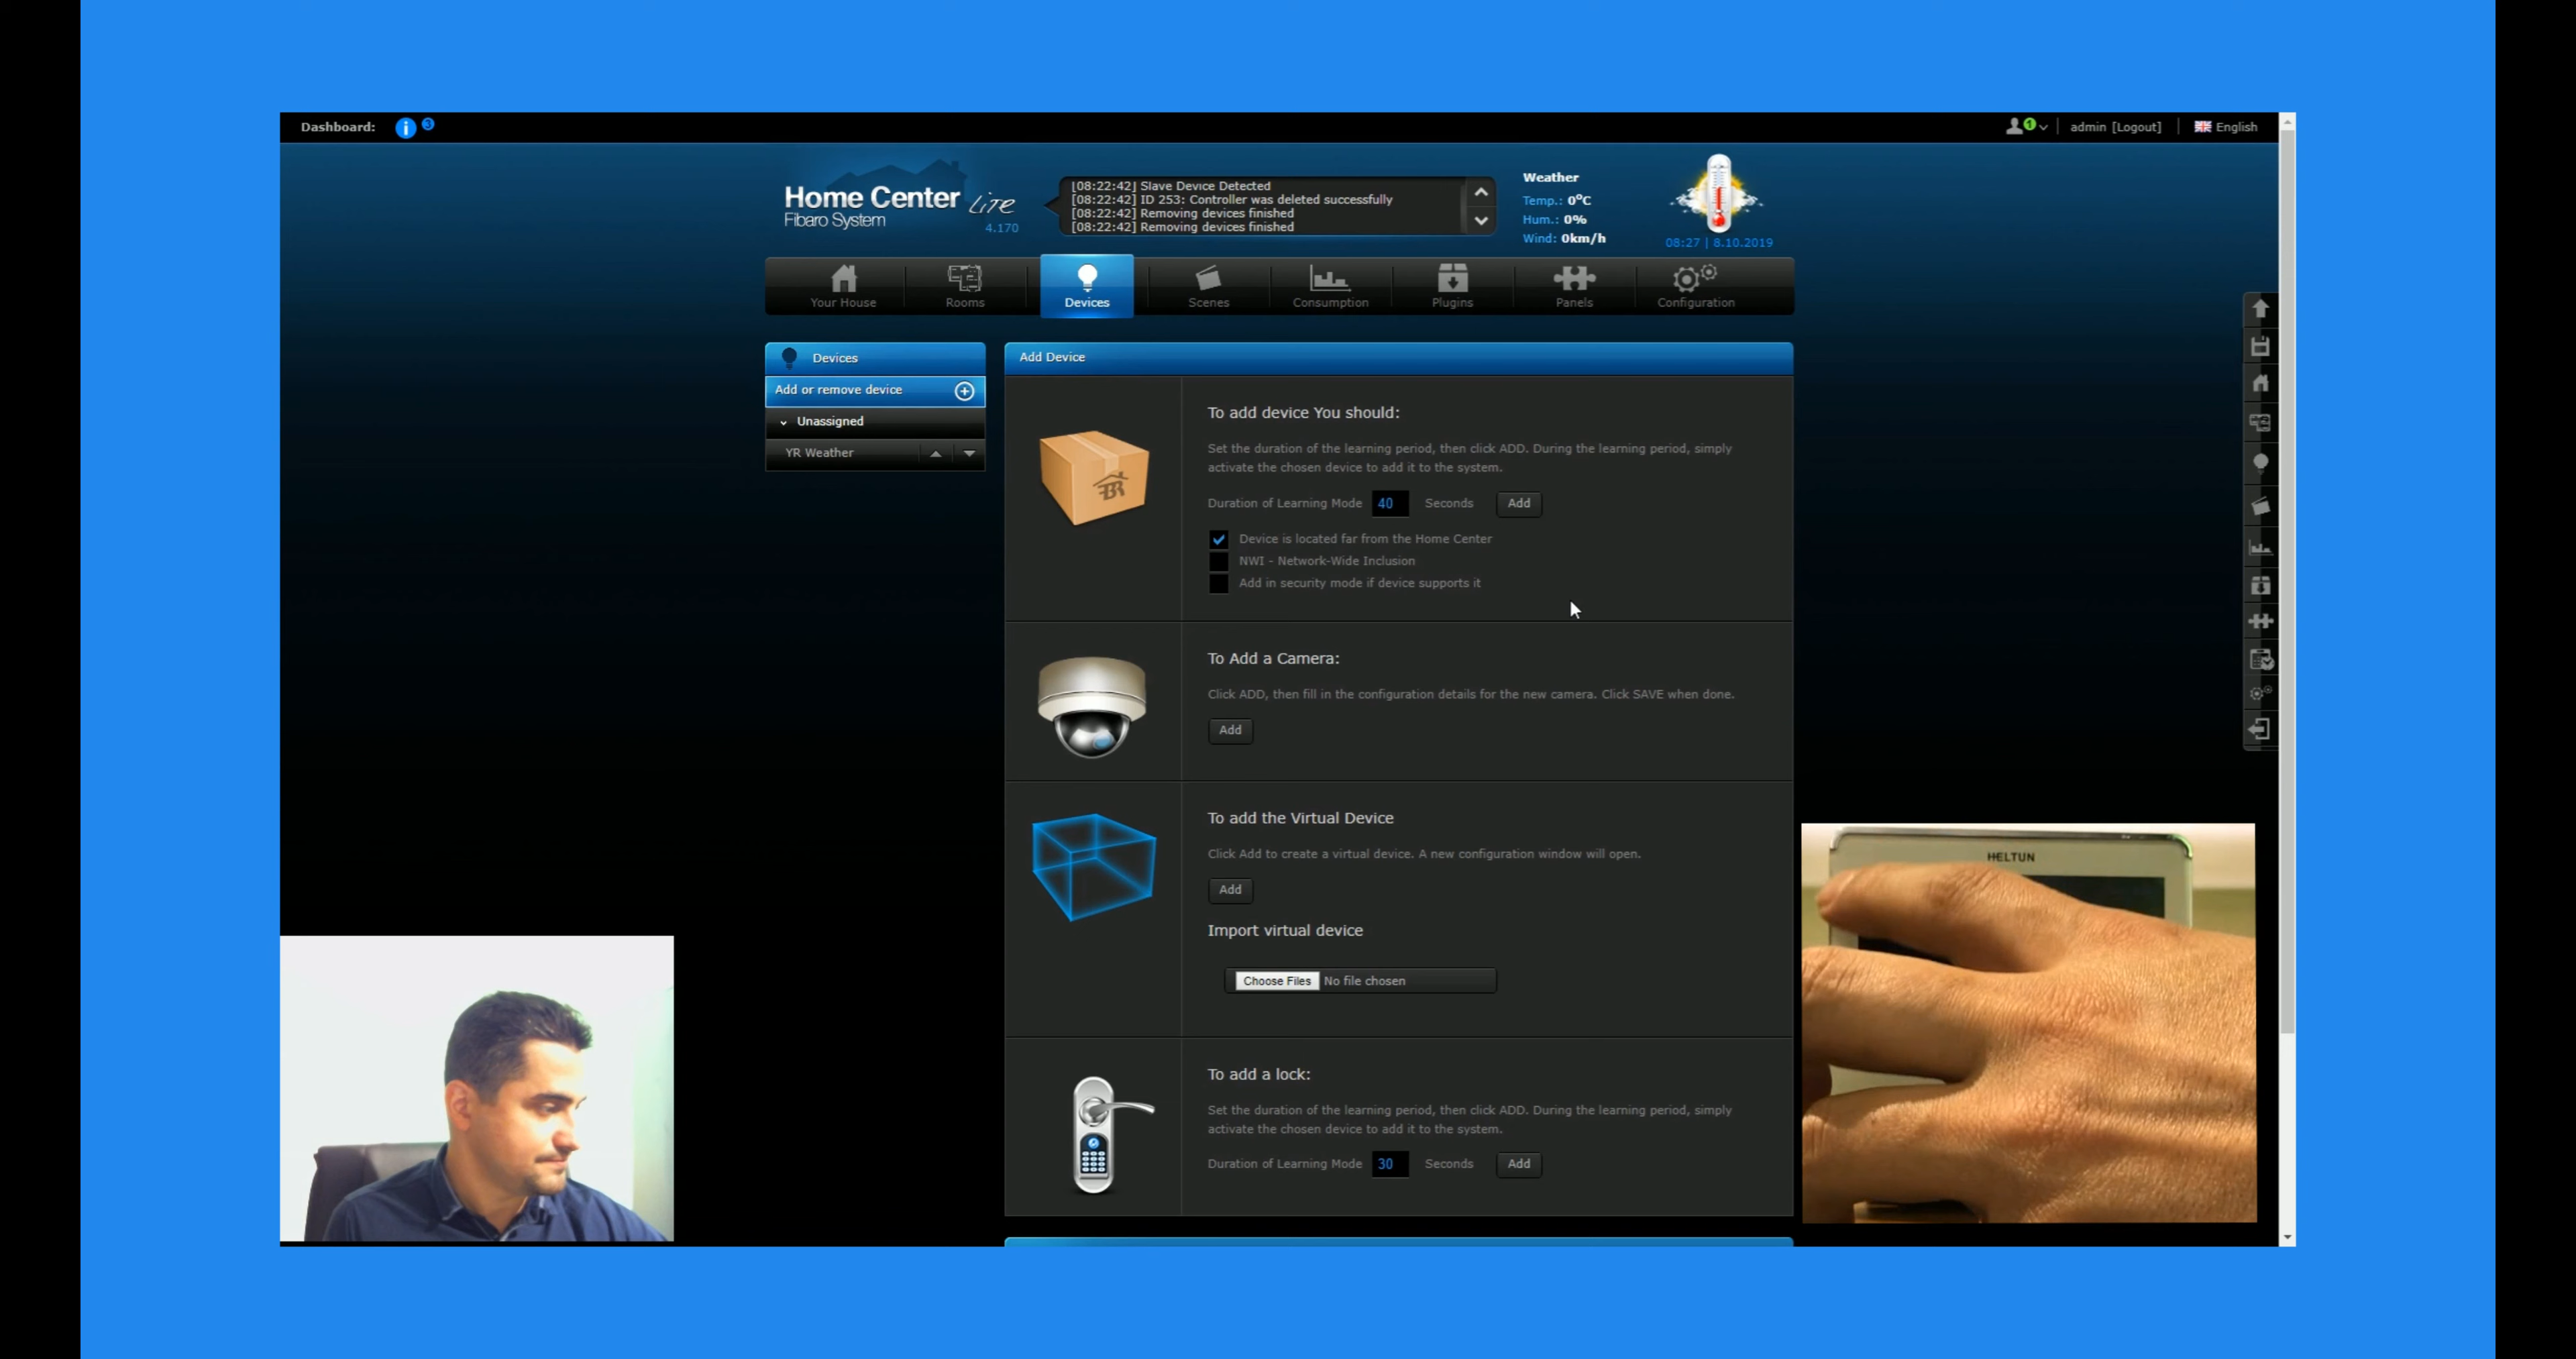 Dashboard: i 3
1 admin [Logout] English
Home Center Lite
Fibaro System
4.170
[08:22:42] Slave Device Detected
[08:22:42] ID 253: Controller was deleted successfully
[08:22:42] Removing devices finished
[08:22:42] Removing devices finished
Weather
Temp.: 0°C
Hum.: 0%
Wind: 0km/h
08:27 | 8.10.2019
Your House Rooms Devices Scenes Consumption Plugins Panels Configuration
Devices
Add or remove device
Unassigned
YR Weather
Add Device
To add device You should:
Set the duration of the learning period, then click ADD. During the learning period, simply
activate the chosen device to add it to the system.
Duration of Learning Mode 40 Seconds Add
Device is located far from the Home Center
NWI - Network-Wide Inclusion
Add in security mode if device supports it
To Add a Camera:
Click ADD, then fill in the configuration details for the new camera. Click SAVE when done.
Add
To add the Virtual Device
Click Add to create a virtual device. A new configuration window will open.
Add
Import virtual device
Choose Files No file chosen
To add a lock:
Set the duration of the learning period, then click ADD. During the learning period, simply
activate the chosen device to add it to the system.
Duration of Learning Mode 30 Seconds Add
HELTUN